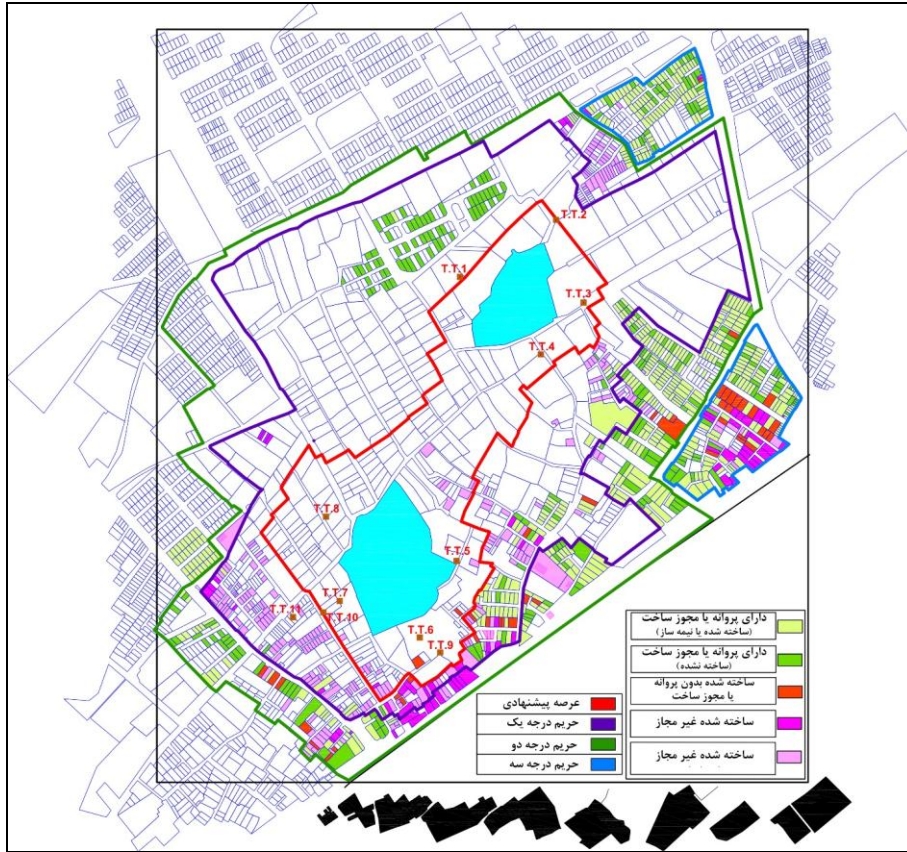 T.T.2
T.T.1
T.T.3
T.T.4
T.T.8
T.T.5
T.T.7
T.T.11
T.T.10
T.T.6
T.T.9
دارای پروانه یا مجوز ساخت
(ساخته شده یا نیمه ساز)
دارای پروانه یا مجوز ساخت
(ساخته نشده)
ساخته شده بدون پروانه
یا مجوز ساخت
ساخته شده غیر مجاز
ساخته شده غیر مجاز
عرصه پیشنهادی
حریم درجه یک
حریم درجه دو
حریم درجه سه